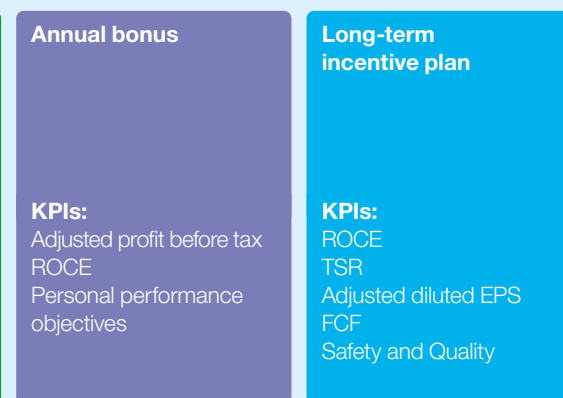 Annual bonus
KPIs:
Adjusted profit before tax
ROCE
Personal performance
objectives
Long-term
incentive plan
KPIs:
ROCE
TSR
Adjusted diluted EPS
FCF
Safety and Quality